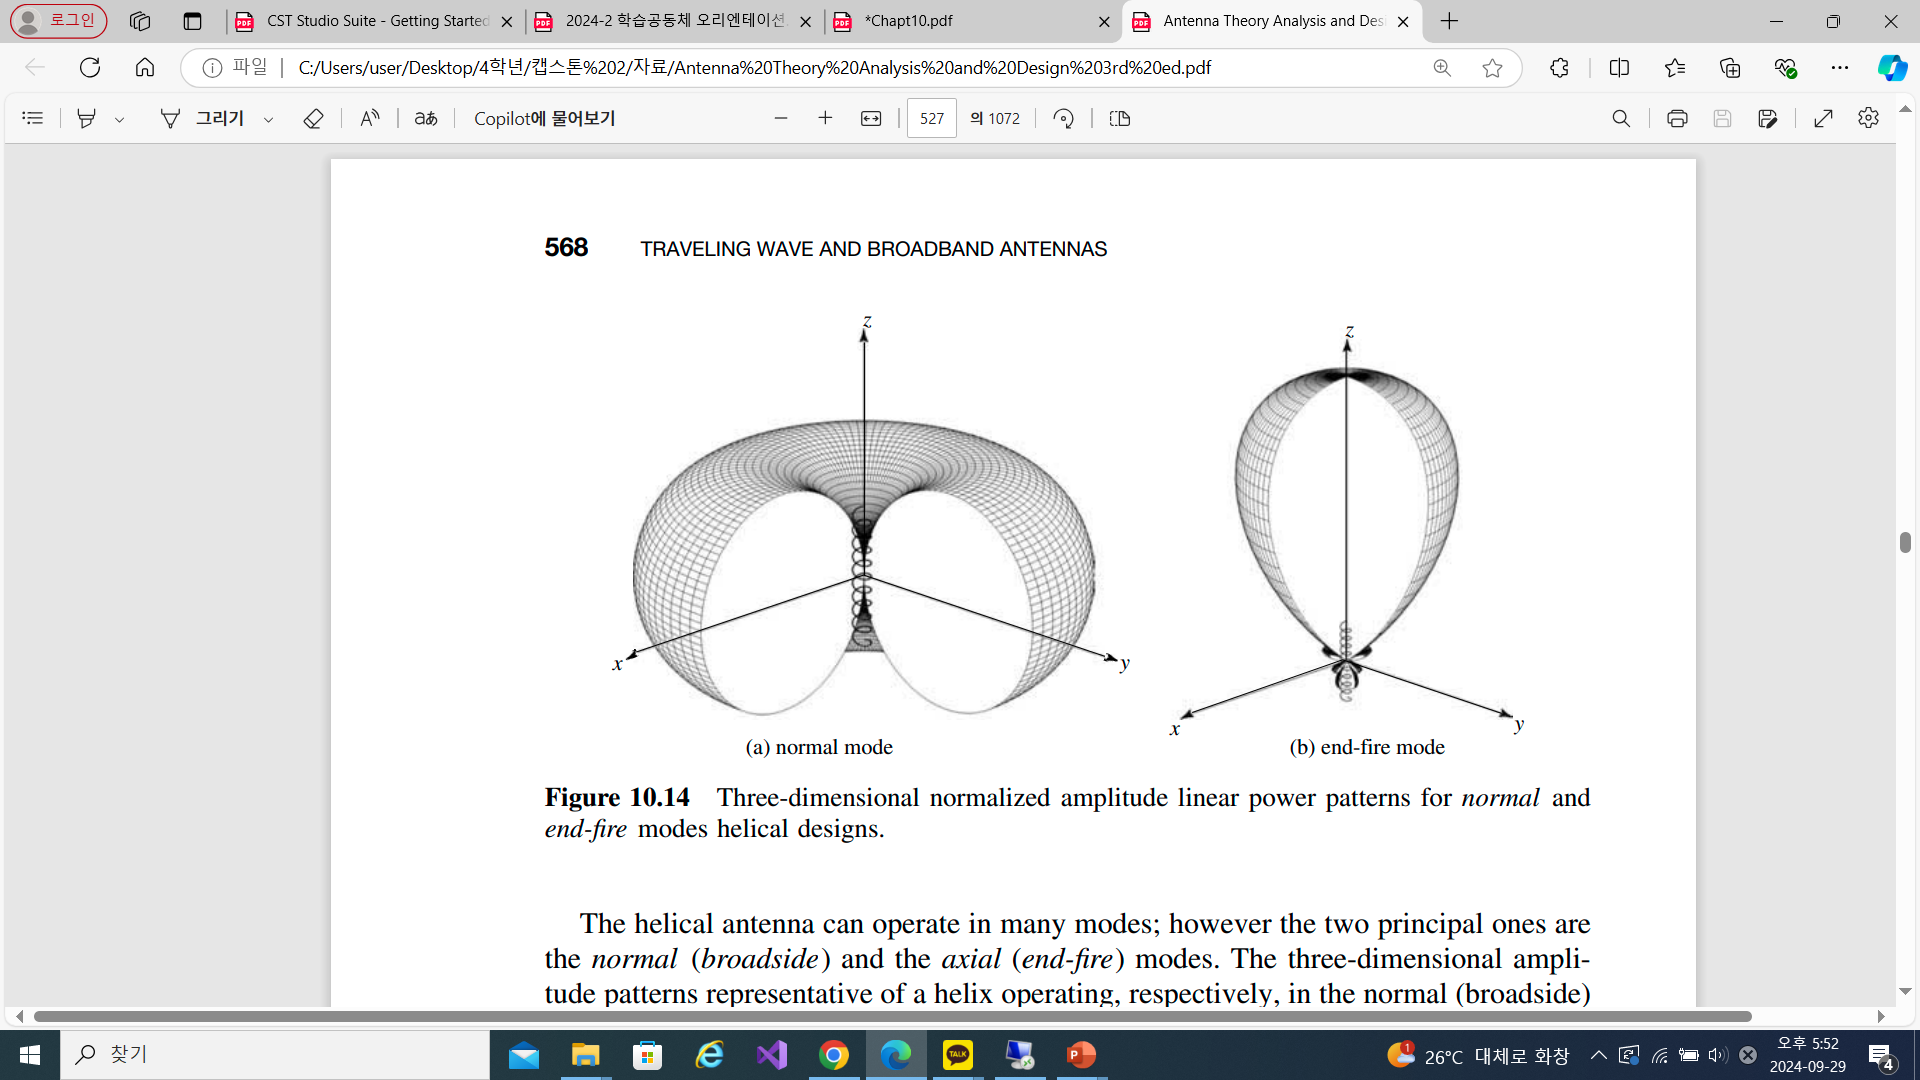 로그인
CST Studio Suite - Getting Started
2024-2 학습공동체 오리엔테이션
*Chapt10.pdf
Antenna Theory Analysis and Des
파일
C:/Users/user/Desktop/4학년/캡스톤%202/자료/Antenna%20Theory%20Analysis%20and%20Design%203rd%20ed.pdf
그리기
Copilot에 물어보기
527
의 1072
568 TRAVELING WAVE AND BROADBAND ANTENNAS
z
z
x
y
x
y
(a) normal mode
(b) end-fire mode
Figure 10.14 Three-dimensional normalized amplitude linear power patterns for normal and
end-fire modes helical designs.
The helical antenna can operate in many modes; however the two principal ones are
the normal (broadside) and the axial (end-fire) modes. The three-dimensional ampli-
tude patterns representative of a helix operating, respectively, in the normal (broadside)
찾기
TALK
1
26°C 대체로 화창
오후 5:52
2024-09-29
4